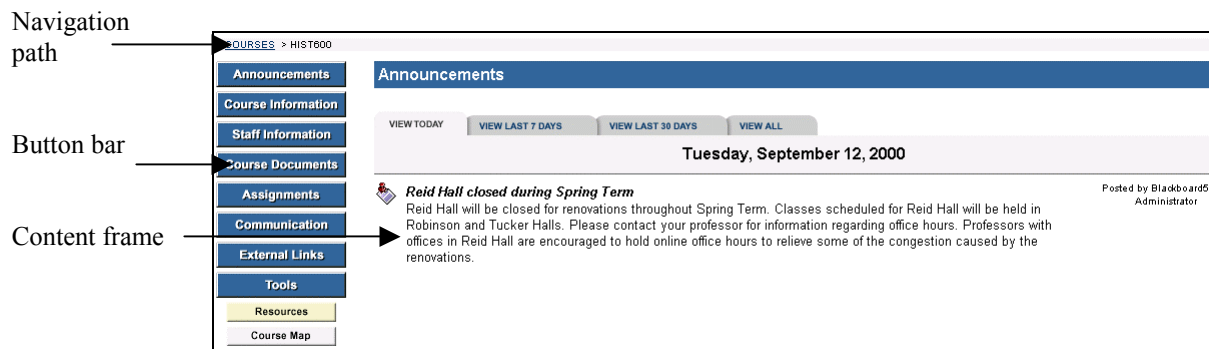 Navigation
path
Button bar
Content frame
COURSES > HIST600
Announcements
Course Information
Staff Information
Course Documents
Assignments
Communication
External Links
Tools
Resources
Course Map
Announcements
VIEW TODAY VIEW LAST 7 DAYS VIEW LAST 30 DAYS VIEW ALL
Tuesday, September 12, 2000
Reid Hall closed during Spring Term
Reid Hall will be closed for renovations throughout Spring Term. Classes scheduled for Reid Hall will be held in
Robinson and Tucker Halls. Please contact your professor for information regarding office hours. Professors with
offices in Reid Hall are encouraged to hold online office hours to relieve some of the congestion caused by the
renovations.
Posted by Blackboard5
Administrator